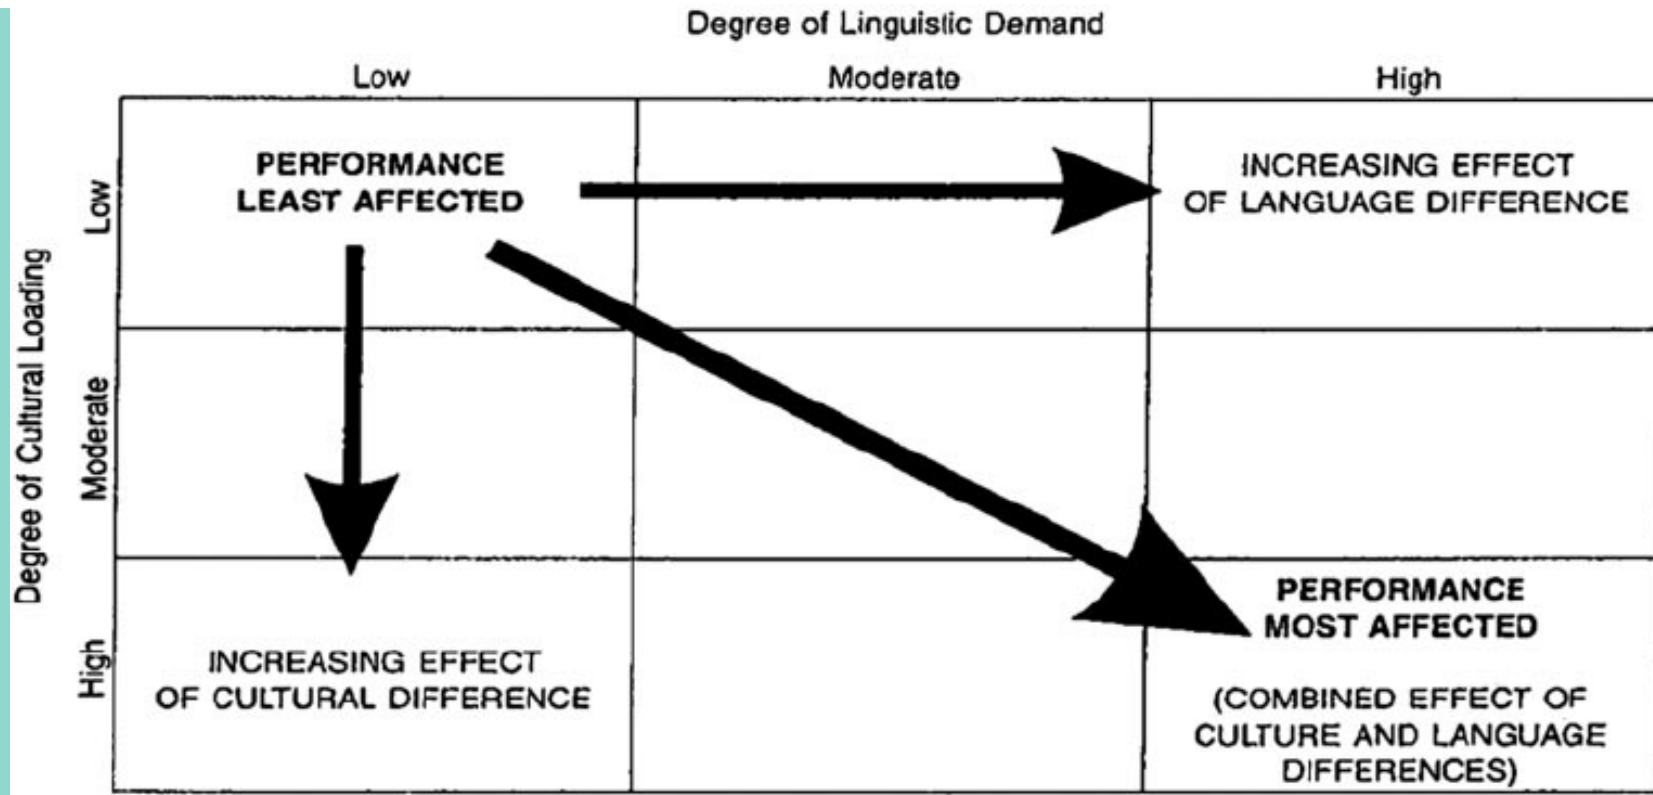 Degree of Linguistic Demand
Low Moderate High
Degree of Cultural Loading
Low
PERFORMANCE
LEAST AFFECTED
INCREASING EFFECT
OF LANGUAGE DIFFERENCE
Moderate
High
INCREASING EFFECT
OF CULTURAL DIFFERENCE
PERFORMANCE
MOST AFFECTED
(COMBINED EFFECT OF
CULTURE AND LANGUAGE
DIFFERENCES)